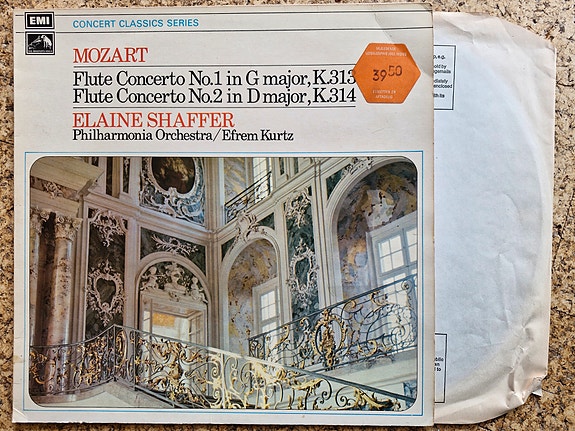 EMI
CONCERT CLASSICS SERIES
MOZART
Flute Concerto No.1 in G major, K.313
Flute Concerto No.2 in D major, K.314
39 50
ELAINE SHAFFER
Philharmonia Orchestra/Efrem Kurtz